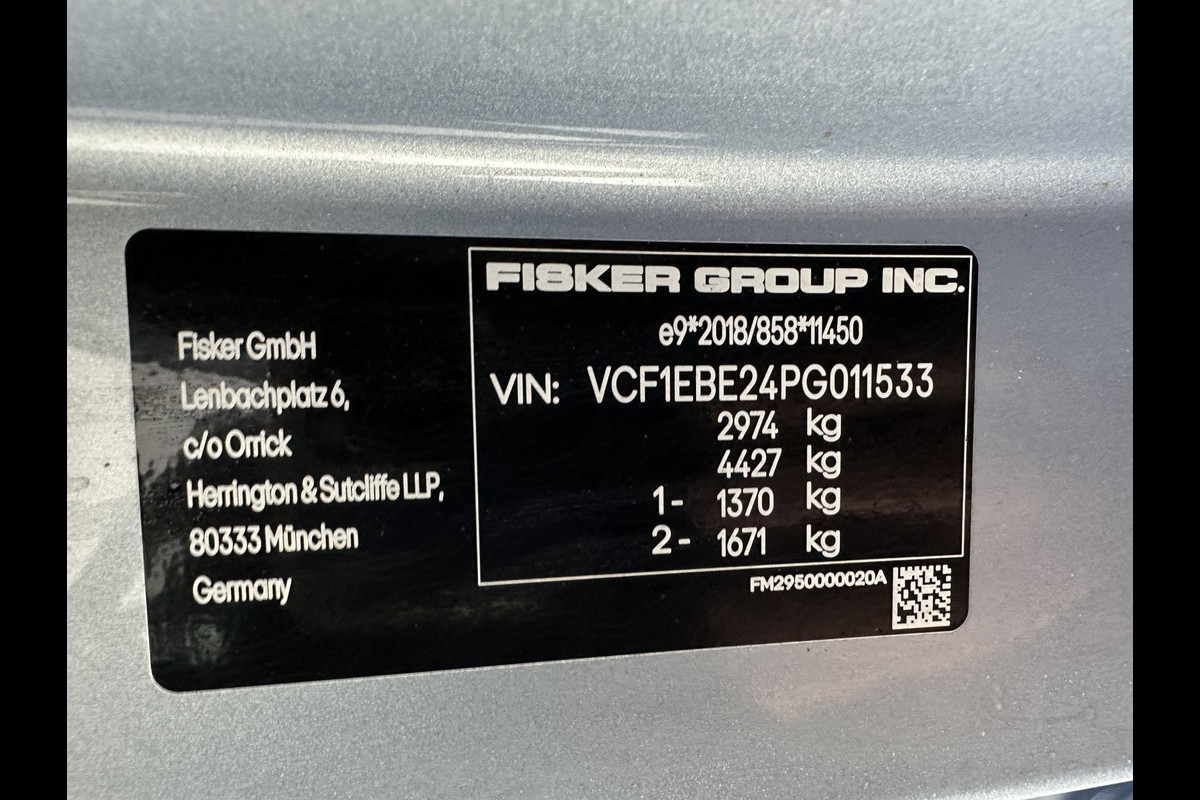 Fisker GmbH
Lenbachplatz 6,
c/o Orrick
Herrington & Sutcliffe LLP,
80333 München
Germany
FISKER GROUP INC.
e9*2018/858*11450
VIN: VCF1EBE24PG011533
2974 kg
4427 kg
1- 1370 kg
2- 1671 kg
FM2950000020A